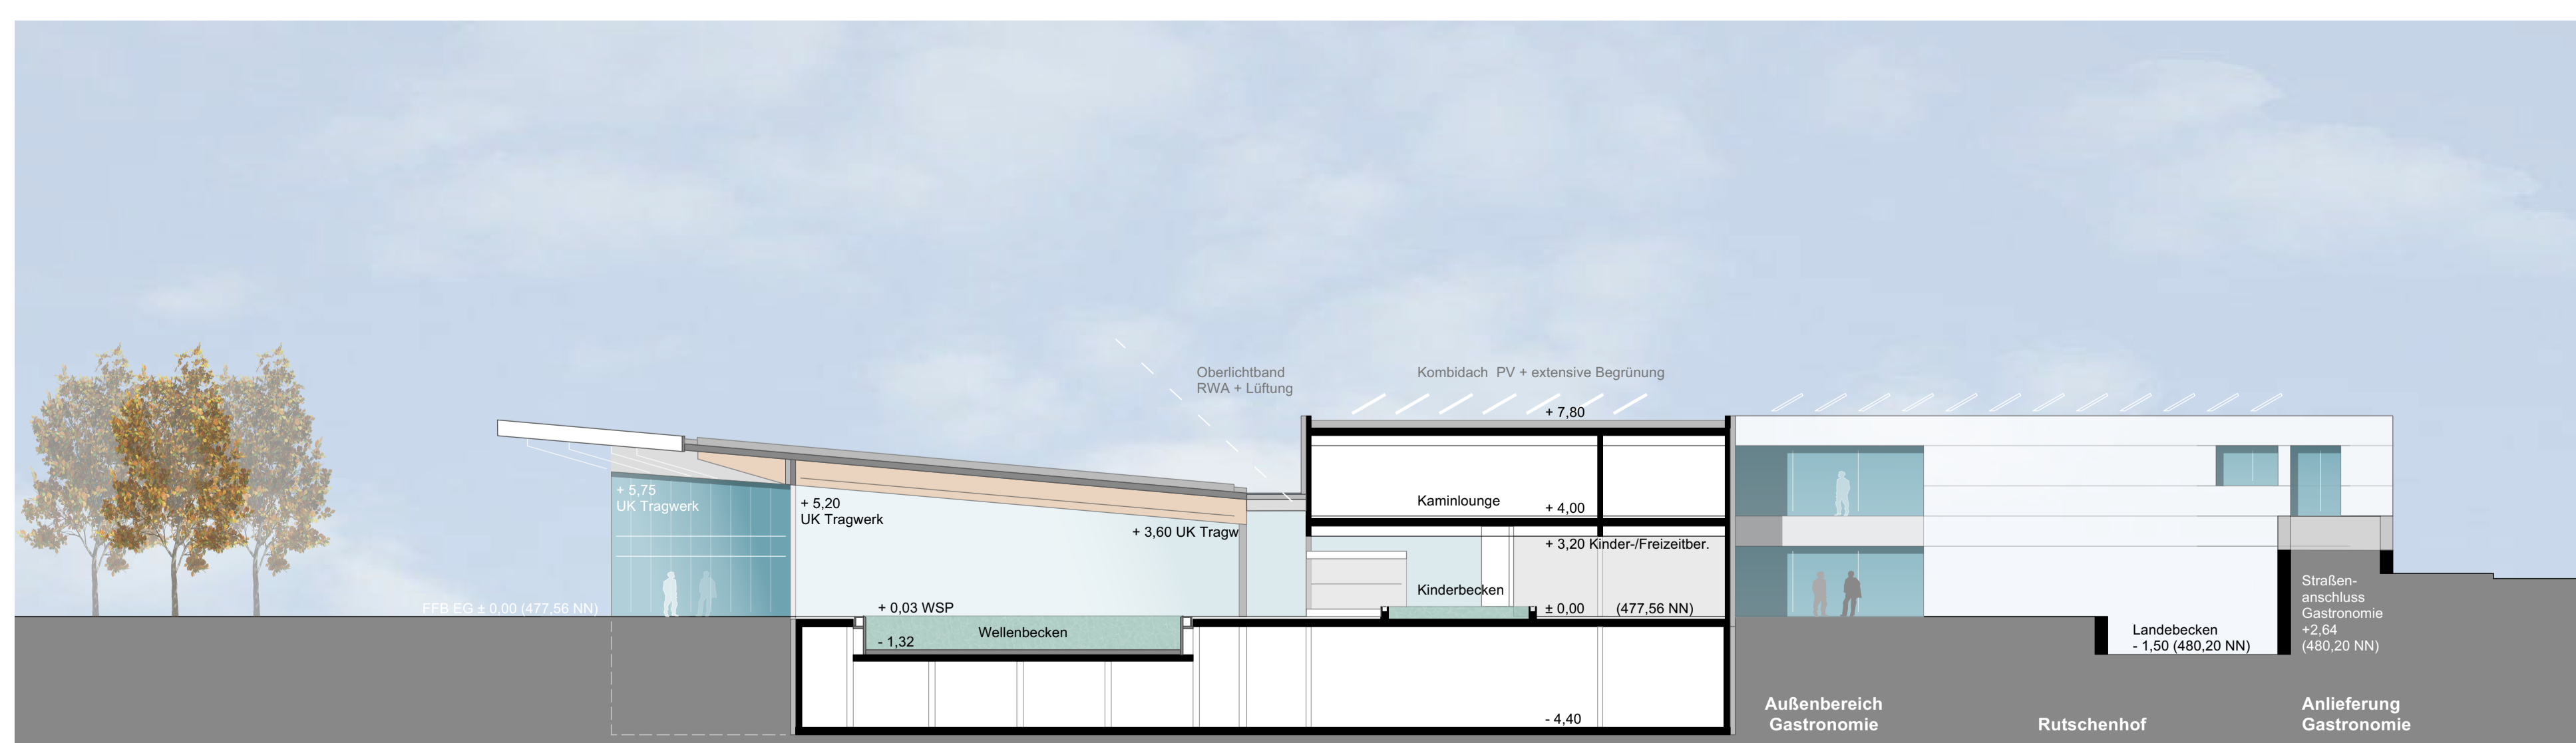 Oberlichtband
RWA + Lüftung
Kombidach PV + extensive Begrünung
+ 7,80
+ 5,75
UK Tragwerk
+ 5,20
UK Tragwerk
+ 3,60 UK Tragw
Kaminlounge
+ 4,00
+ 3,20 Kinder-/Freizeitber.
Kinderbecken
FFB EG ± 0,00 (477,56 NN)
+ 0,03 WSP
± 0,00 (477,56 NN)
Wellenbecken
- 1,32
Landebecken
- 1,50 (480,20 NN)
Straßen-
anschluss
Gastronomie
+2,64
(480,20 NN)
- 4,40
Außenbereich
Gastronomie
Rutschenhof
Anlieferung
Gastronomie